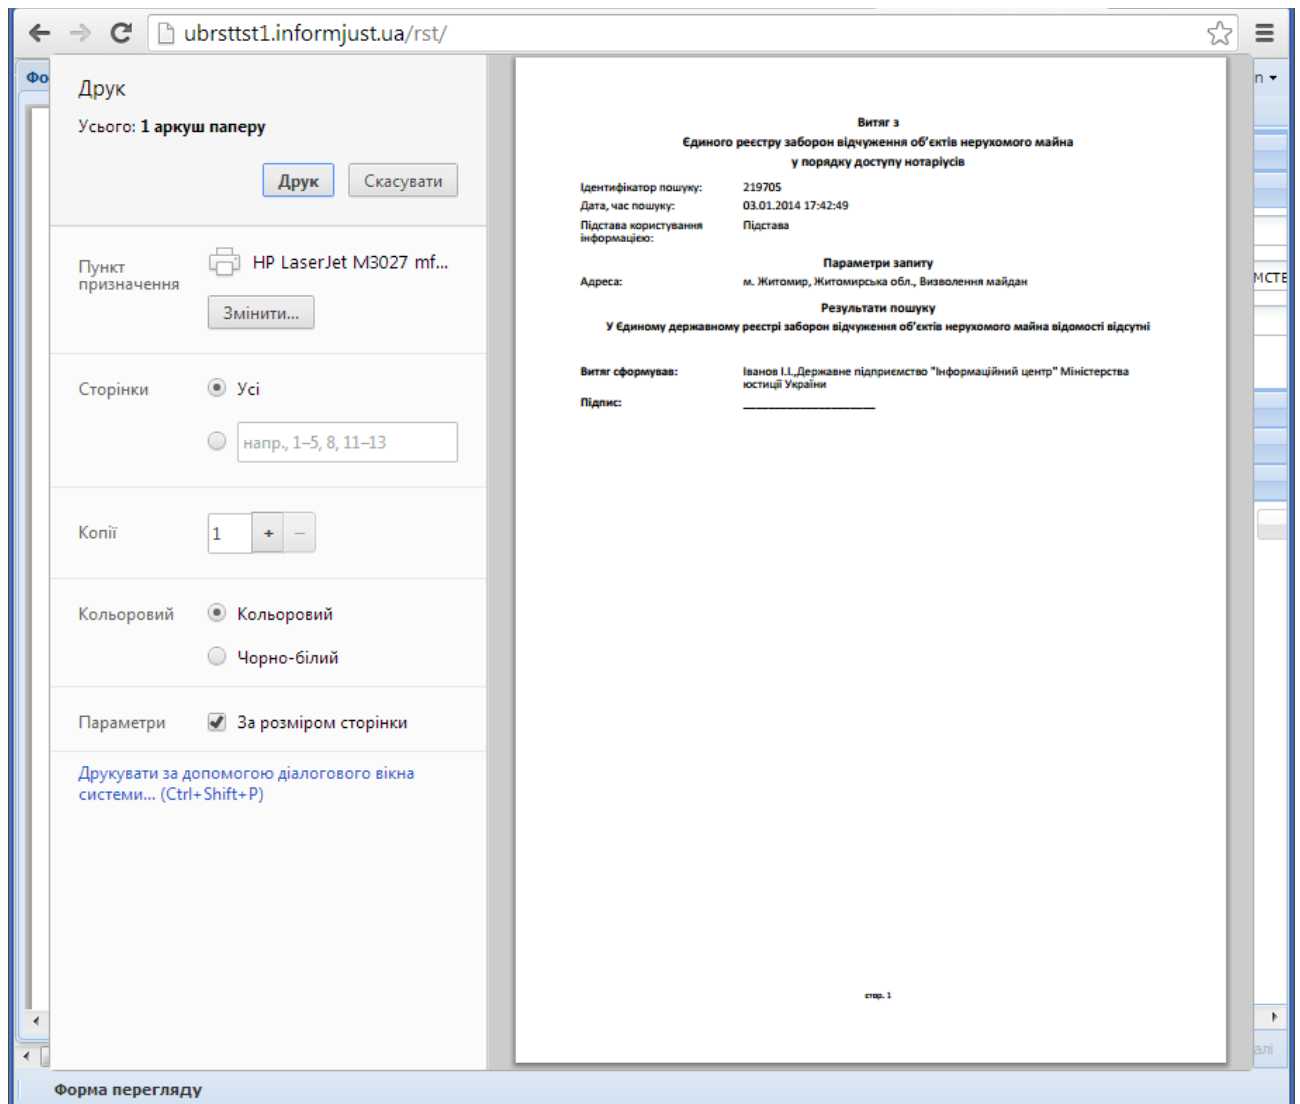 ubrsttst1.informjust.ua/rst/
Фо
n
Друк
Усього: 1 аркуш паперу
Друк
Скасувати
Пункт
призначення
HP LaserJet M3027 mf...
Змінити...
Сторінки
Усі
напр., 1–5, 8, 11–13
Копії
1
+
–
Кольоровий
Кольоровий
Чорно-білий
Параметри
За розміром сторінки
Друкувати за допомогою діалогового вікна
системи... (Ctrl+Shift+P)
Витяг з
Єдиного реєстру заборон відчуження об’єктів нерухомого майна
у порядку доступу нотаріусів
Ідентифікатор пошуку: 219705
Дата, час пошуку: 03.01.2014 17:42:49
Підстава користування Підстава
інформацією:
Параметри запиту
Адреса: м. Житомир, Житомирська обл., Визволення майдан
Результати пошуку
У Єдиному державному реєстрі заборон відчуження об’єктів нерухомого майна відомості відсутні
Витяг сформував: Іванов І.І.,Державне підприємство "Інформаційний центр" Міністерства
юстиції України
Підпис: ____________________
стор. 1
мсте
алі
Форма перегляду